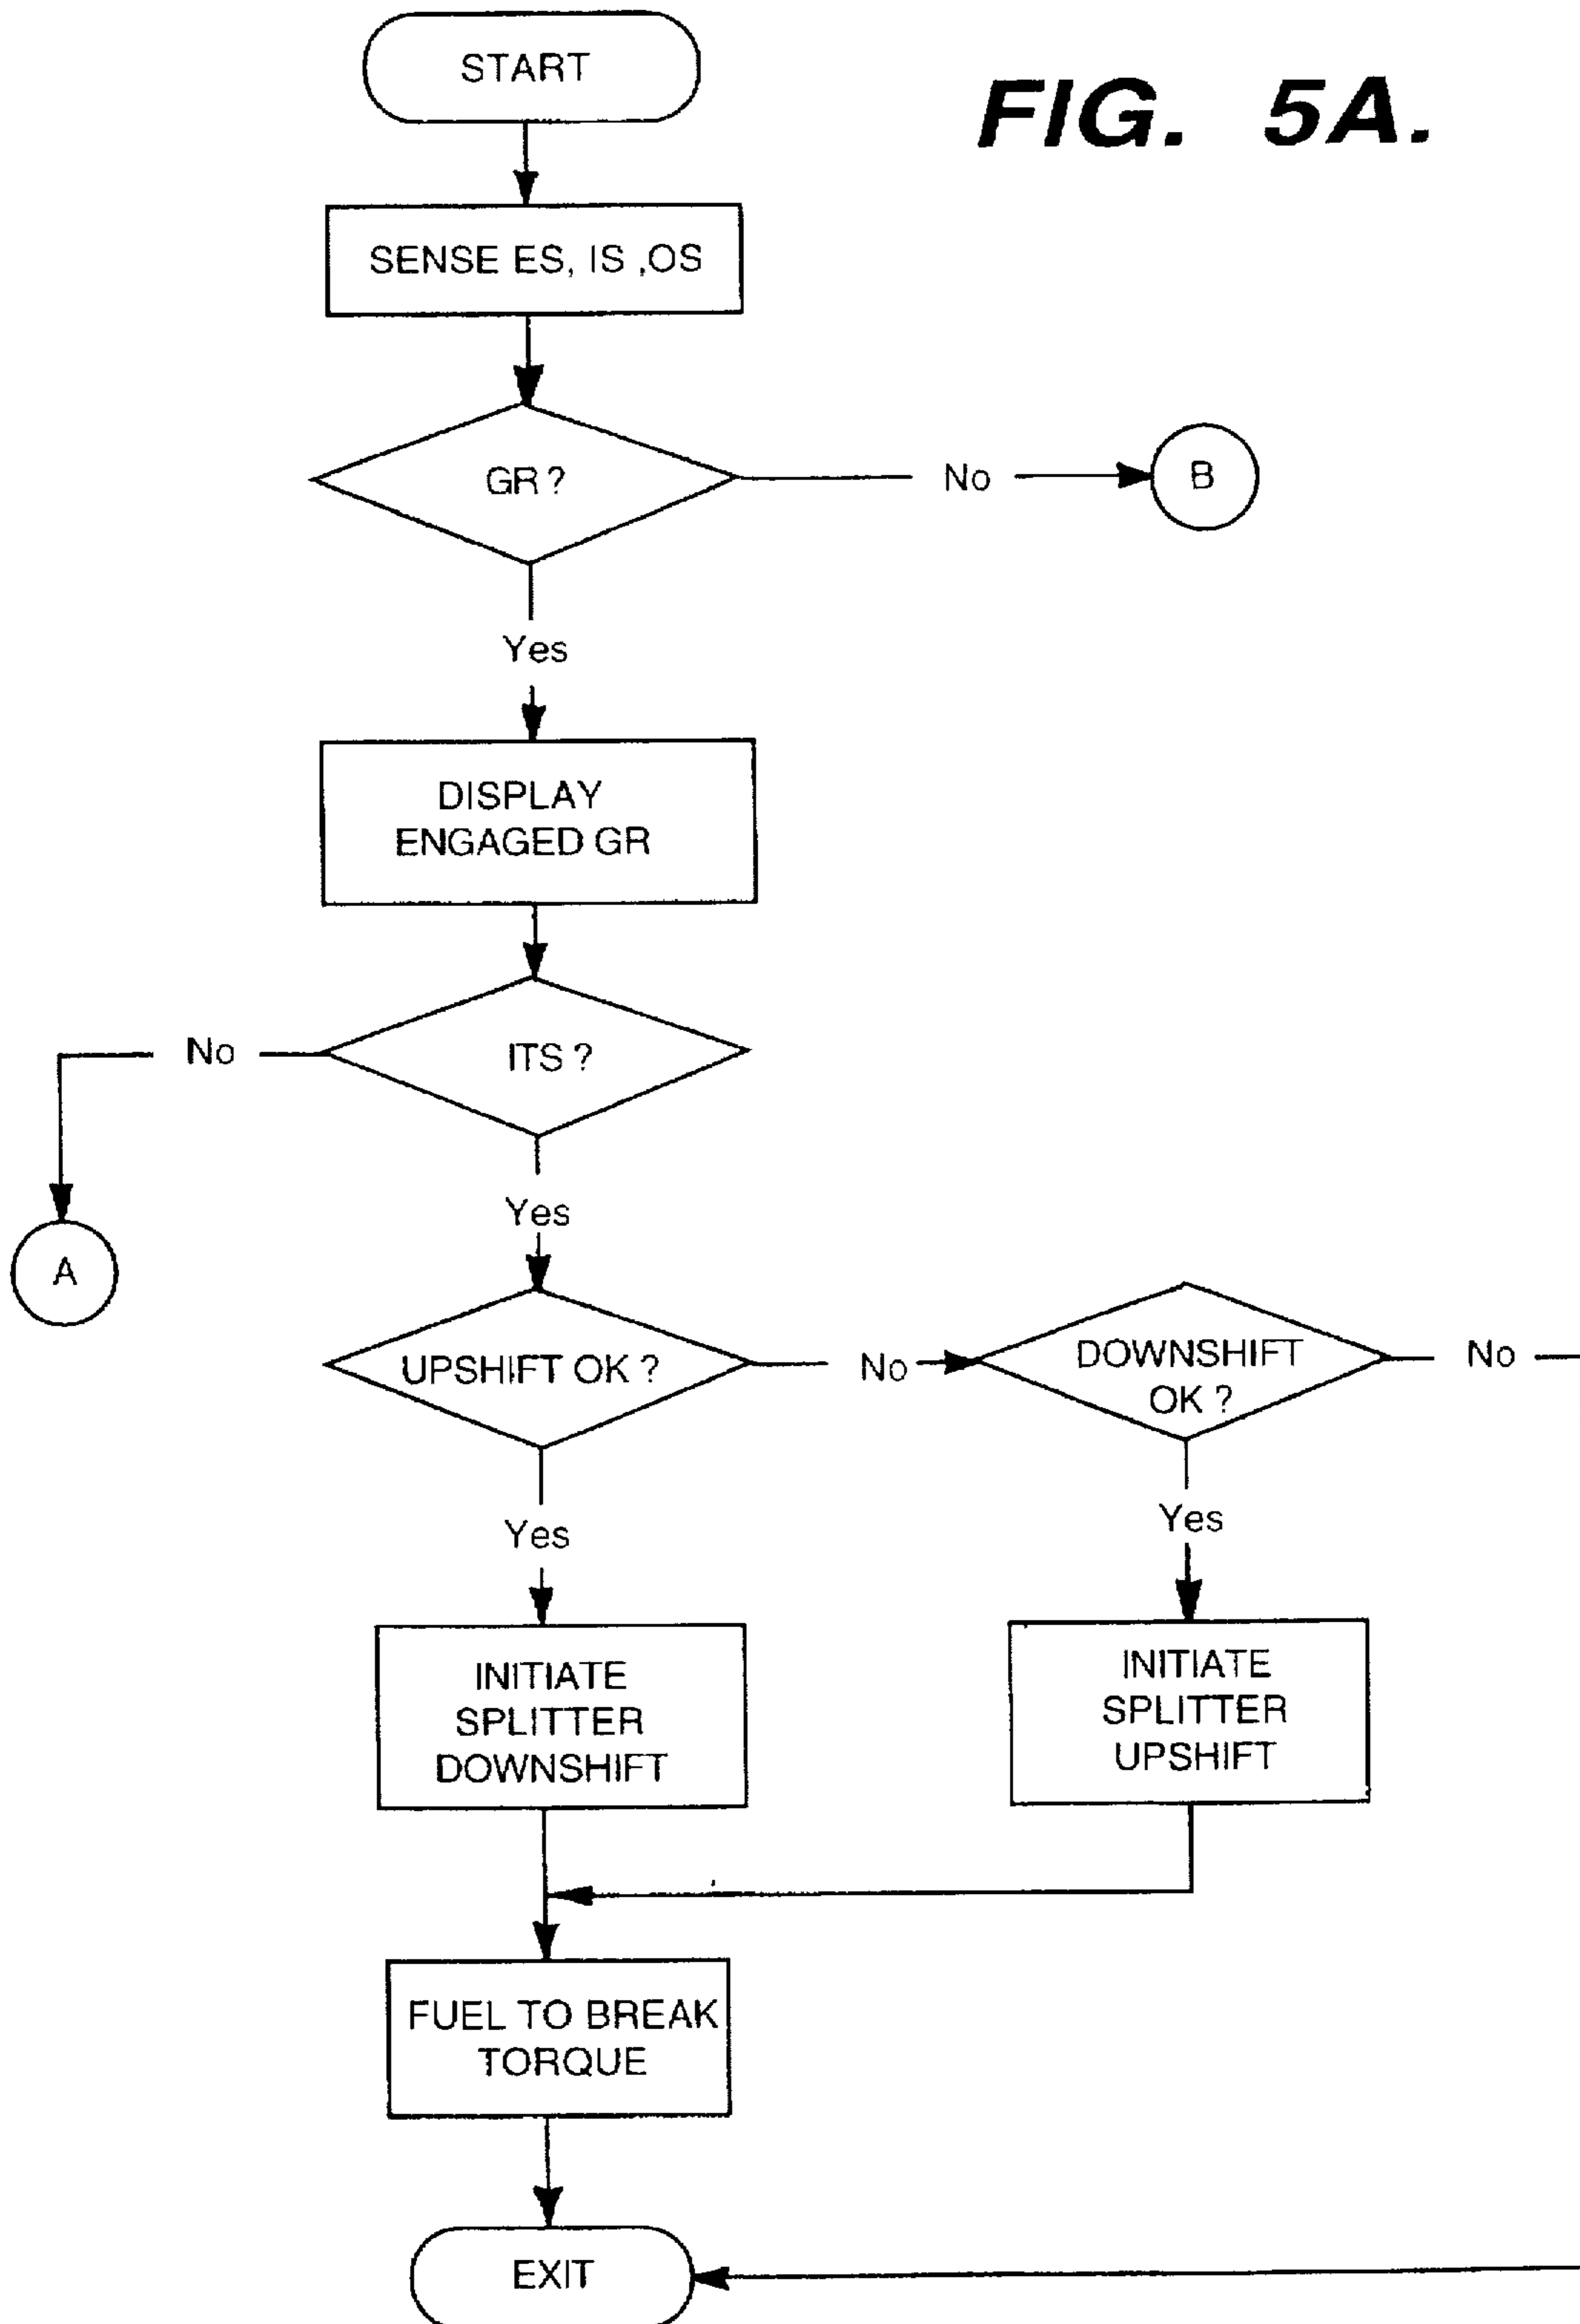 START
FIG. 5A.
SENSE ES, IS ,OS
GR ?
No
B
Yes
DISPLAY
ENGAGED GR
No
ITS ?
Yes
A
UPSHIFT OK ?
No
DOWNSHIFT
OK ?
No
Yes
Yes
INITIATE
SPLITTER
DOWNSHIFT
INITIATE
SPLITTER
UPSHIFT
FUEL TO BREAK
TORQUE
EXIT